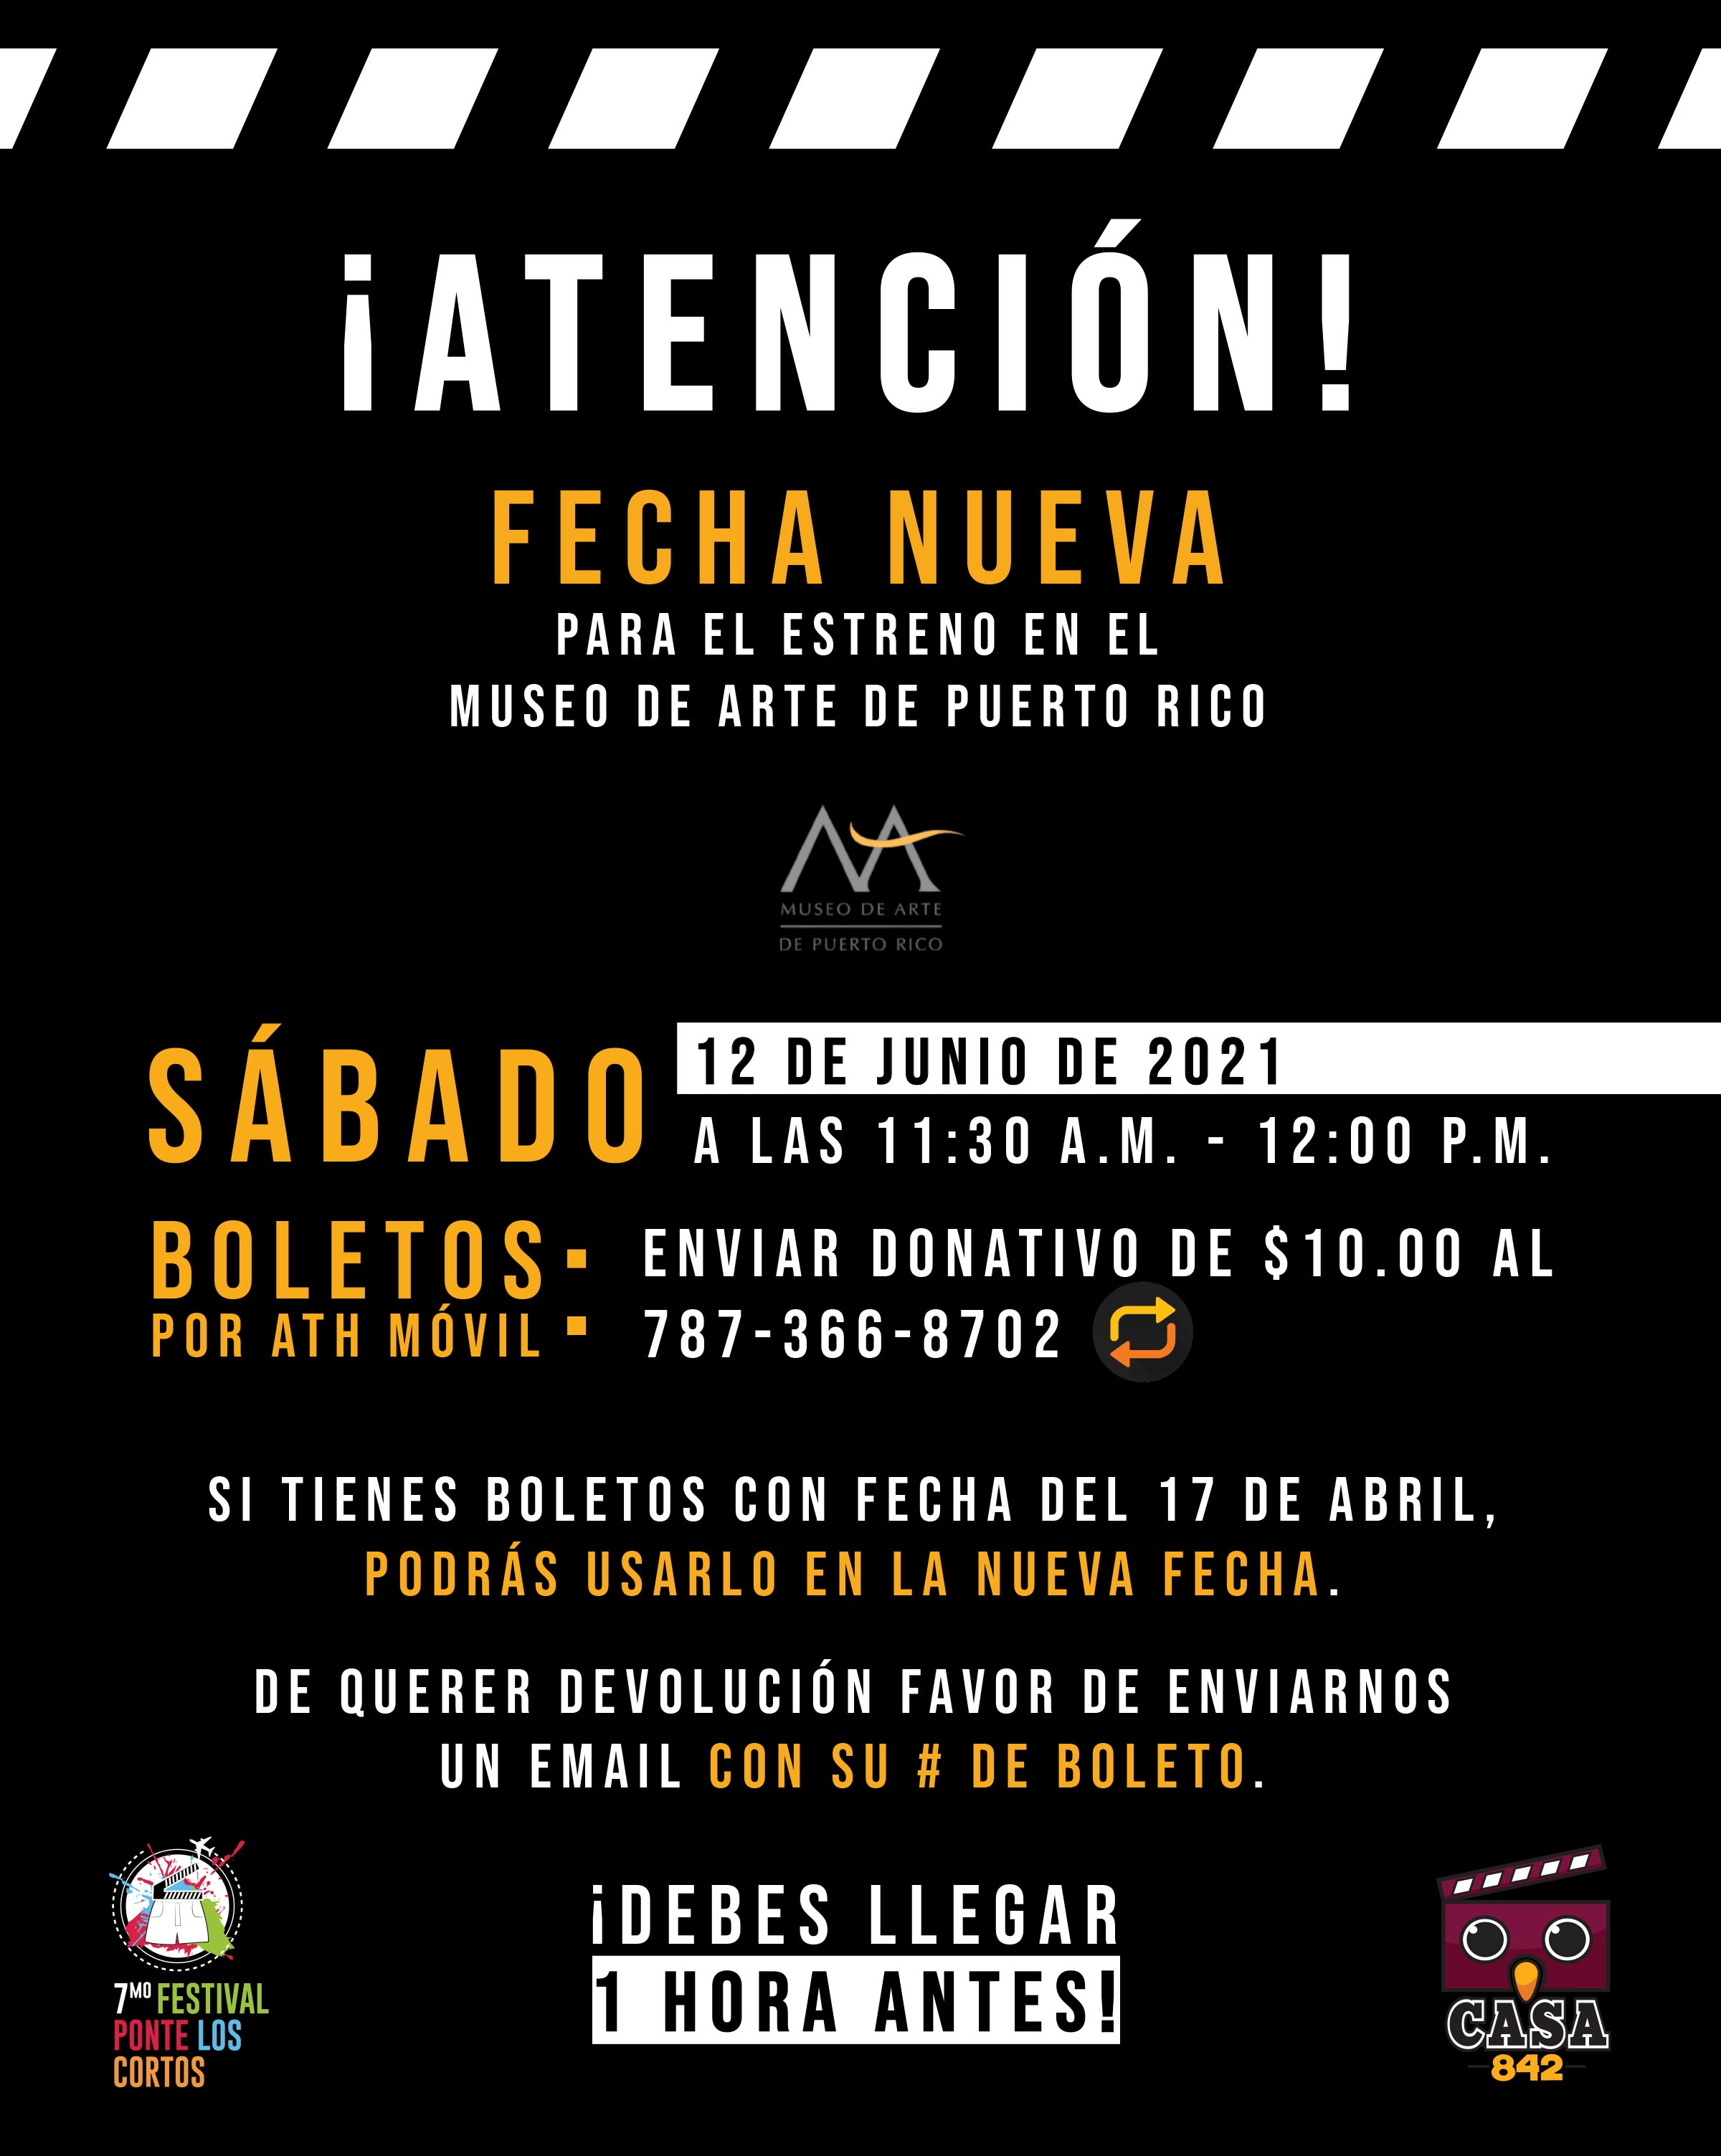 ¡ATENCIÓN!
FECHA NUEVA
PARA EL ESTRENO EN EL
MUSEO DE ARTE DE PUERTO RICO
MUSEO DE ARTE
DE PUERTO RICO
SÁBADO
12 DE JUNIO DE 2021
A LAS 11:30 A.M. - 12:00 P.M.
BOLETOS:
POR ATH MÓVIL
ENVIAR DONATIVO DE $10.00 AL
787-366-8702
SI TIENES BOLETOS CON FECHA DEL 17 DE ABRIL,
PODRÁS USARLO EN LA NUEVA FECHA.
DE QUERER DEVOLUCIÓN FAVOR DE ENVIARNOS
UN EMAIL CON SU # DE BOLETO.
¡DEBES LLEGAR
1 HORA ANTES!
7MO FESTIVAL
PONTE LOS
CORTOS
CASA
842